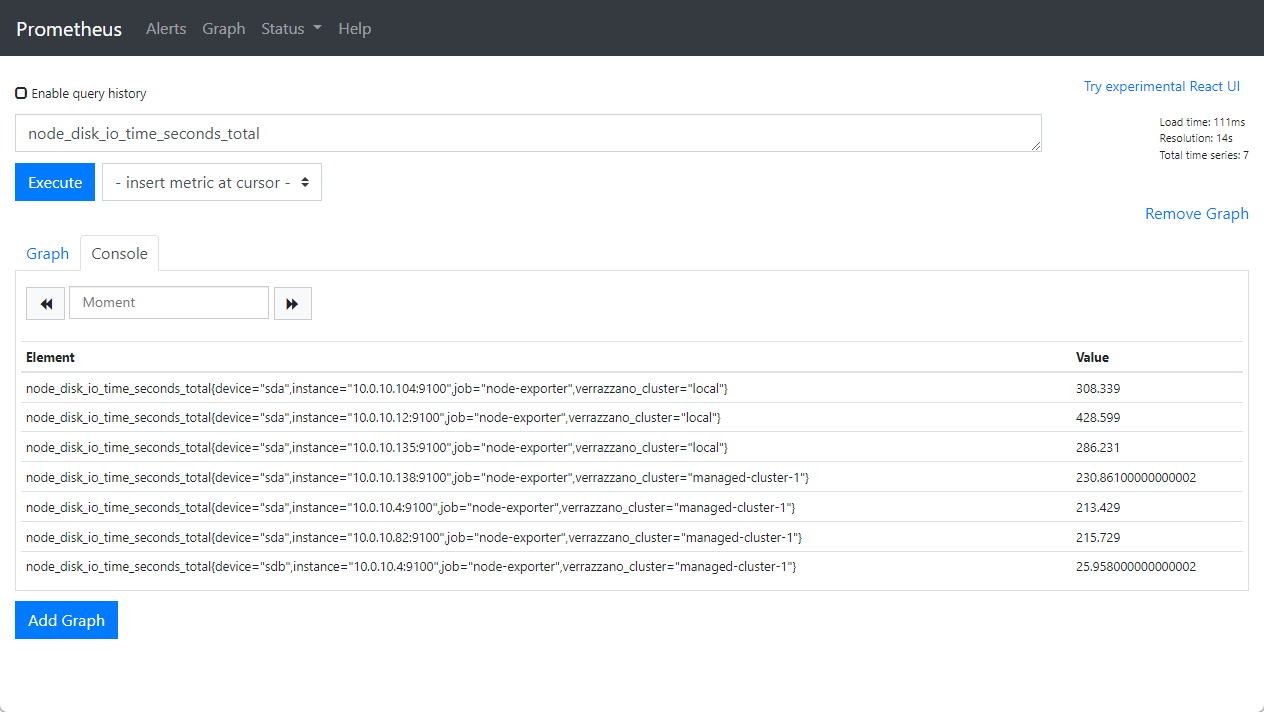 Prometheus Alerts Graph Status Help
Enable query history
Try experimental React UI
node_disk_io_time_seconds_total
Load time: 111ms
Resolution: 14s
Total time series: 7
Execute - insert metric at cursor -
Remove Graph
Graph Console
Moment
Element Value
node_disk_io_time_seconds_total{device="sda",instance="10.0.10.104:9100",job="node-exporter",verrazzano_cluster="local"} 308.339
node_disk_io_time_seconds_total{device="sda",instance="10.0.10.12:9100",job="node-exporter",verrazzano_cluster="local"} 428.599
node_disk_io_time_seconds_total{device="sda",instance="10.0.10.135:9100",job="node-exporter",verrazzano_cluster="local"} 286.231
node_disk_io_time_seconds_total{device="sda",instance="10.0.10.138:9100",job="node-exporter",verrazzano_cluster="managed-cluster-1"} 230.86100000000002
node_disk_io_time_seconds_total{device="sda",instance="10.0.10.4:9100",job="node-exporter",verrazzano_cluster="managed-cluster-1"} 213.429
node_disk_io_time_seconds_total{device="sda",instance="10.0.10.82:9100",job="node-exporter",verrazzano_cluster="managed-cluster-1"} 215.729
node_disk_io_time_seconds_total{device="sdb",instance="10.0.10.4:9100",job="node-exporter",verrazzano_cluster="managed-cluster-1"} 25.958000000000002
Add Graph